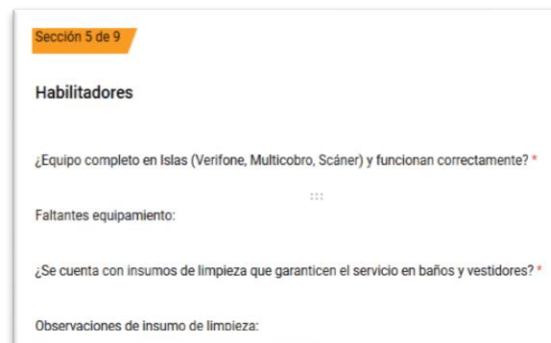 Sección 5 de 9
Habilitadores
¿Equipo completo en Islas (Verifone, Multicobro, Scáner) y funcionan correctamente? *
Faltantes equipamiento:
¿Se cuenta con insumos de limpieza que garanticen el servicio en baños y vestidores? *
Observaciones de insumo de limpieza: